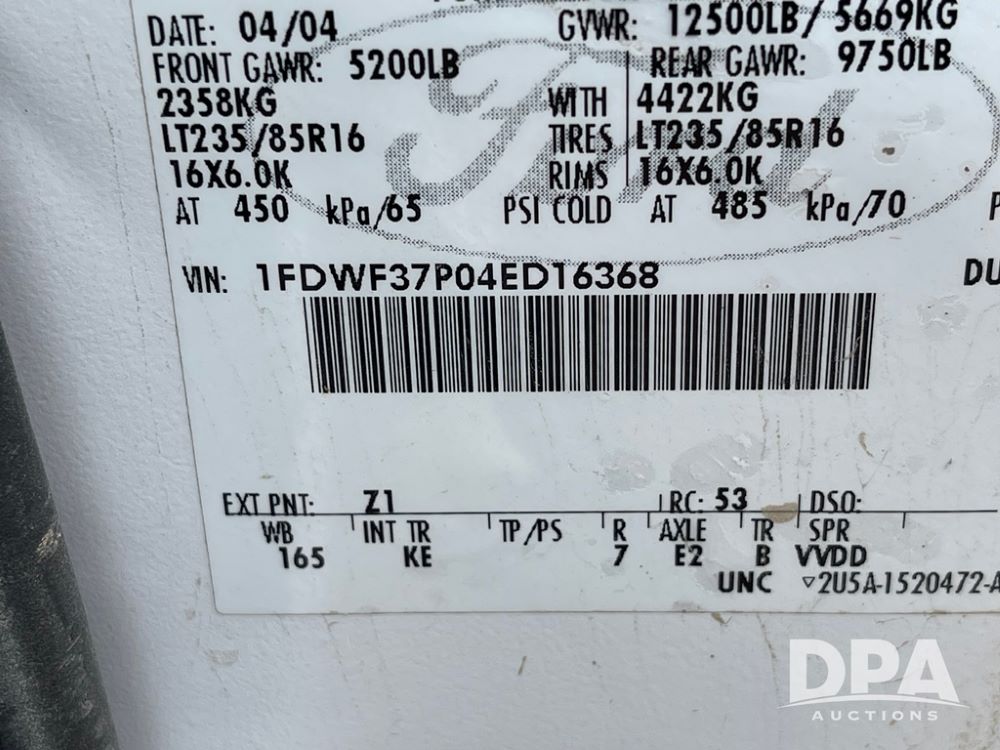 DATE: 04/04 GVWR: 12500LB/ 5669KG
FRONT GAWR: 5200LB REAR GAWR: 9750LB
2358KG WITH 4422KG
LT235/85R16 TIRES LT235/85R16
16X6.0K RIMS 16X6.0K
AT 450 kPa/65 PSI COLD AT 485 kPa/70 P
VIN: 1FDWF37P04ED16368 DU
EXT PNT: Z1 RC: 53 DSO:
WB INT TR TP/PS R AXLE TR SPR
165 KE 7 E2 B VVDD
UNC ▿2U5A-1520472-A
Ford
DPA
AUCTIONS